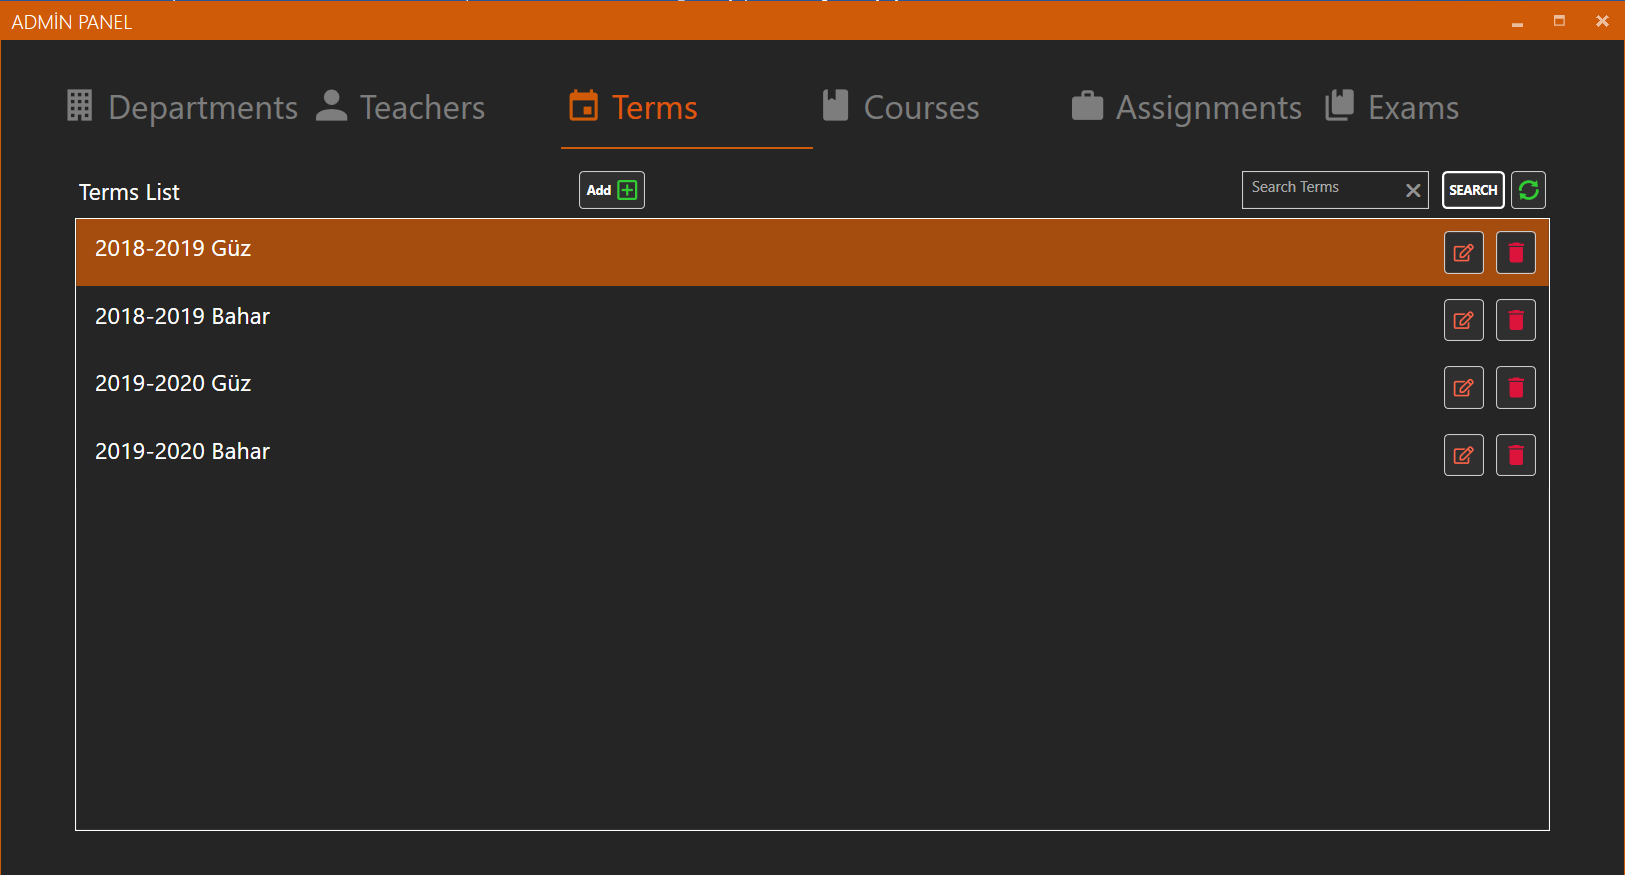 ADMİN PANEL
Departments Teachers Terms Courses Assignments Exams
Terms List Add Search Terms SEARCH
2018-2019 Güz
2018-2019 Bahar
2019-2020 Güz
2019-2020 Bahar